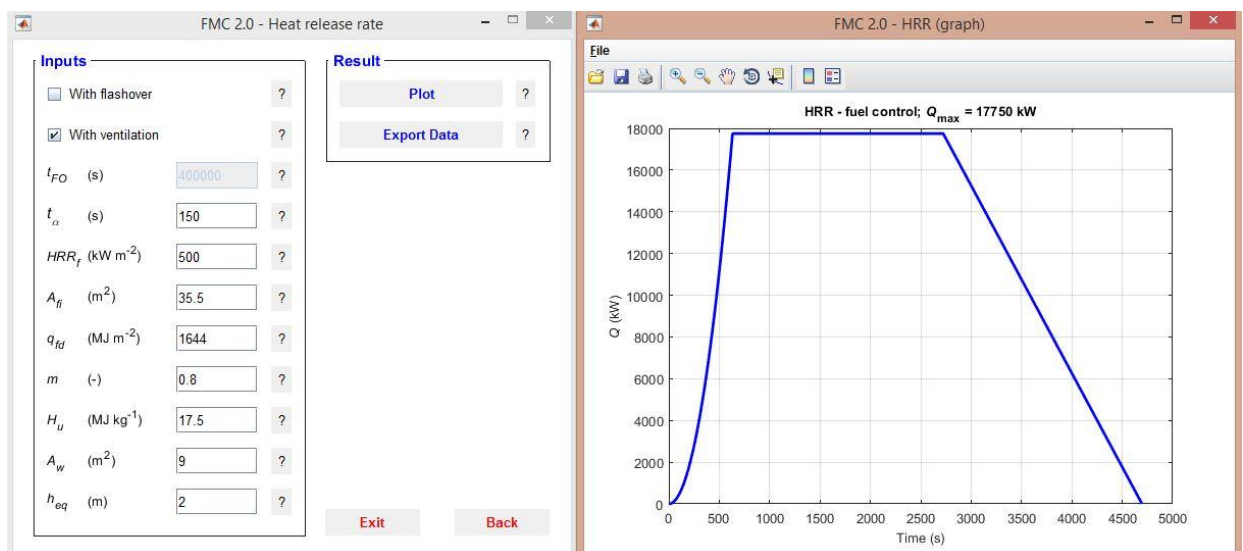 FMC 2.0 - Heat release rate
Inputs
With flashover ?
With ventilation ?
t_FO (s) 400000 ?
t_α (s) 150 ?
HRR_f (kW m^-2) 500 ?
A_fi (m^2) 35.5 ?
q_fd (MJ m^-2) 1644 ?
m (-) 0.8 ?
H_u (MJ kg^-1) 17.5 ?
A_w (m^2) 9 ?
h_eq (m) 2 ?
Result
Plot ?
Export Data ?
Exit Back
FMC 2.0 - HRR (graph)
File
HRR - fuel control; Q_max = 17750 kW
18000
16000
14000
12000
10000
8000
6000
4000
2000
0
Q (kW)
0 500 1000 1500 2000 2500 3000 3500 4000 4500 5000
Time (s)